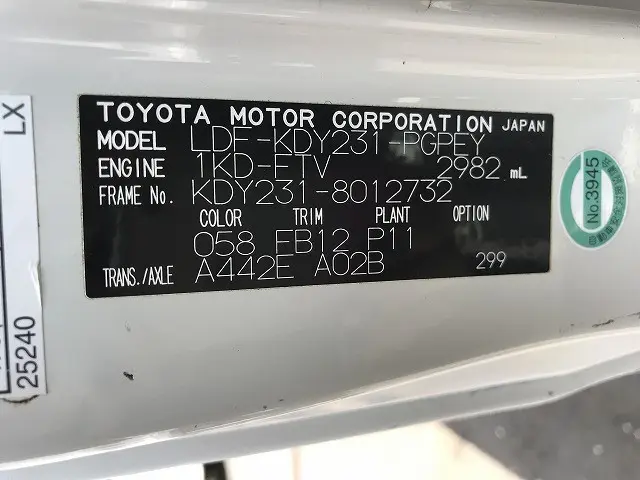 TOYOTA MOTOR CORPORATION JAPAN
MODEL LDF-KDY231-PGPEY
ENGINE 1KD-FTV 2982 mL
FRAME No. KDY231-8012732
COLOR TRIM PLANT OPTION
058 FB12 P11
TRANS./AXLE A442E A02B 299
LX
25240
No.3945